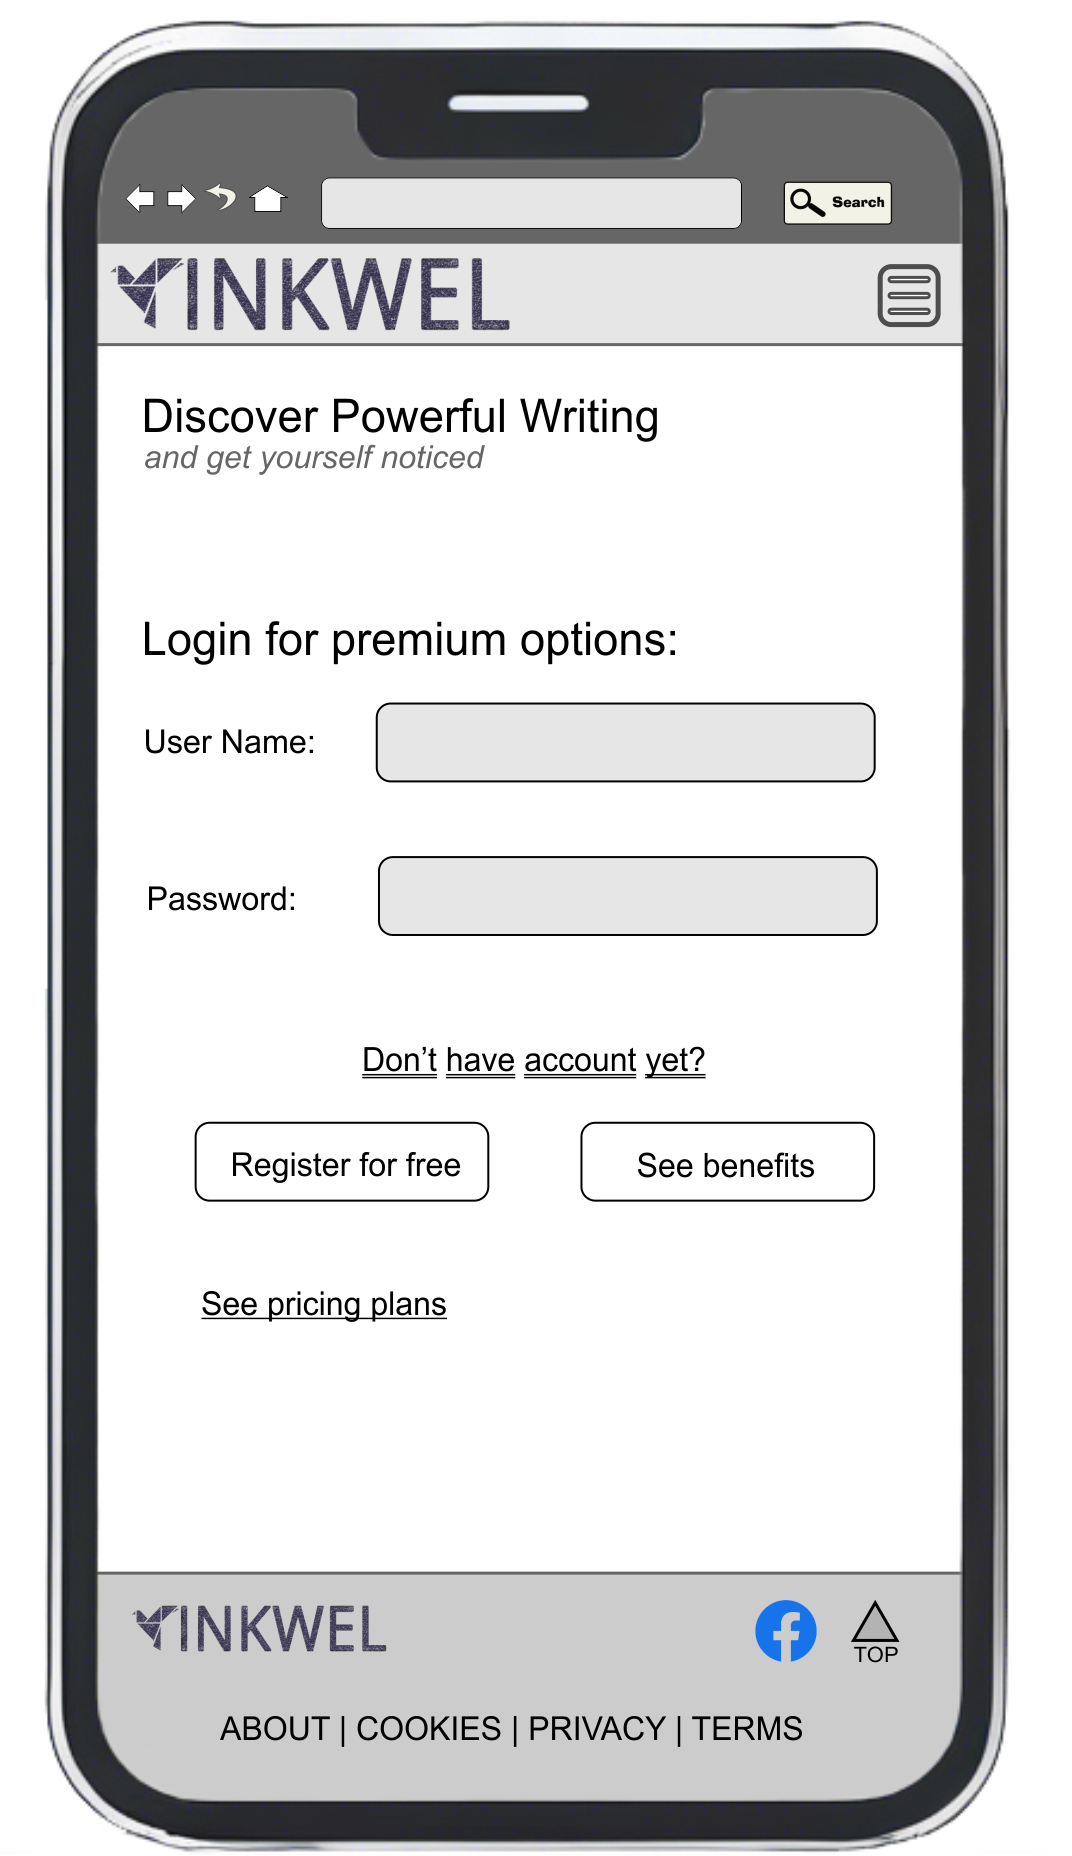 Search
INKWEL
Discover Powerful Writing
and get yourself noticed
Login for premium options:
User Name:
Password:
Don’t have account yet?
Register for free
See benefits
See pricing plans
INKWEL
TOP
ABOUT | COOKIES | PRIVACY | TERMS